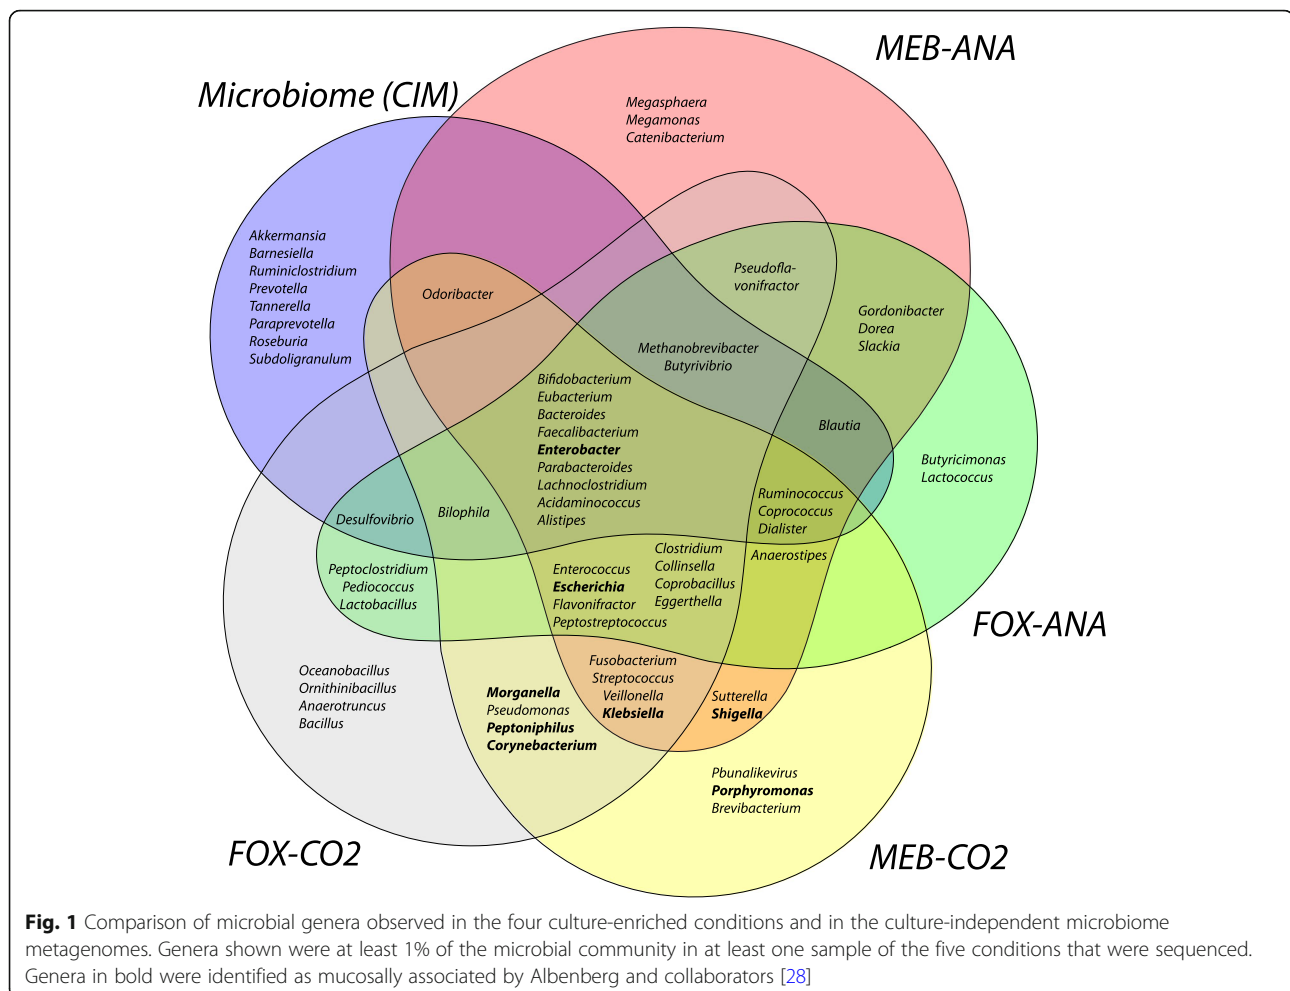 MEB-ANA
Microbiome (CIM)
Megasphaera
Megamonas
Catenibacterium
Akkermansia
Barnesiella
Ruminiclostridium
Prevotella
Tannerella
Paraprevotella
Roseburia
Subdoligranulum
Odoribacter
Pseudofla-
vonifractor
Gordonibacter
Dorea
Slackia
Methanobrevibacter
Butyrivibrio
Bifidobacterium
Eubacterium
Bacteroides
Faecalibacterium
Enterobacter
Parabacteroides
Lachnoclostridium
Acidaminococcus
Alistipes
Blautia
Butyricimonas
Lactococcus
Ruminococcus
Coprococcus
Dialister
Desulfovibrio
Bilophila
Anaerostipes
Clostridium
Collinsella
Coprobacillus
Eggerthella
Enterococcus
Escherichia
Flavonifractor
Peptostreptococcus
Peptoclostridium
Pediococcus
Lactobacillus
FOX-ANA
Oceanobacillus
Ornithinibacillus
Anaerotruncus
Bacillus
Morganella
Pseudomonas
Peptoniphilus
Corynebacterium
Fusobacterium
Streptococcus
Veillonella
Klebsiella
Sutterella
Shigella
Pbunalikevirus
Porphyromonas
Brevibacterium
FOX-CO2
MEB-CO2
Fig. 1 Comparison of microbial genera observed in the four culture-enriched conditions and in the culture-independent microbiome
metagenomes. Genera shown were at least 1% of the microbial community in at least one sample of the five conditions that were sequenced.
Genera in bold were identified as mucosally associated by Albenberg and collaborators [28]